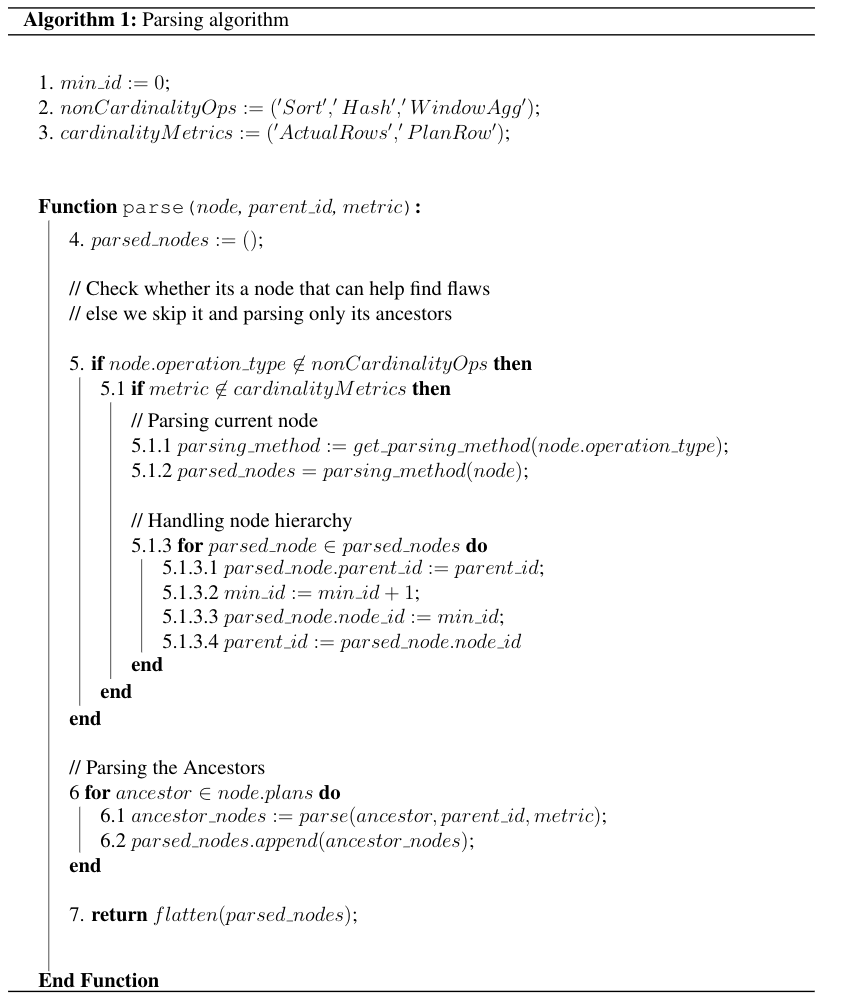 Algorithm 1: Parsing algorithm
1. min_id := 0;
2. nonCardinalityOps := ('Sort',' Hash',' WindowAgg');
3. cardinalityMetrics := ('ActualRows',' PlanRow');
Function parse(node, parent_id, metric):
4. parsed_nodes := ();
// Check whether its a node that can help find flaws
// else we skip it and parsing only its ancestors
5. if node.operation_type ∉ nonCardinalityOps then
5.1 if metric ∉ cardinalityMetrics then
// Parsing current node
5.1.1 parsing_method := get_parsing_method(node.operation_type);
5.1.2 parsed_nodes = parsing_method(node);
// Handling node hierarchy
5.1.3 for parsed_node ∈ parsed_nodes do
5.1.3.1 parsed_node.parent_id := parent_id;
5.1.3.2 min_id := min_id + 1;
5.1.3.3 parsed_node.node_id := min_id;
5.1.3.4 parent_id := parsed_node.node_id
end
end
end
// Parsing the Ancestors
6 for ancestor ∈ node.plans do
6.1 ancestor_nodes := parse(ancestor, parent_id, metric);
6.2 parsed_nodes.append(ancestor_nodes);
end
7. return flatten(parsed_nodes);
End Function